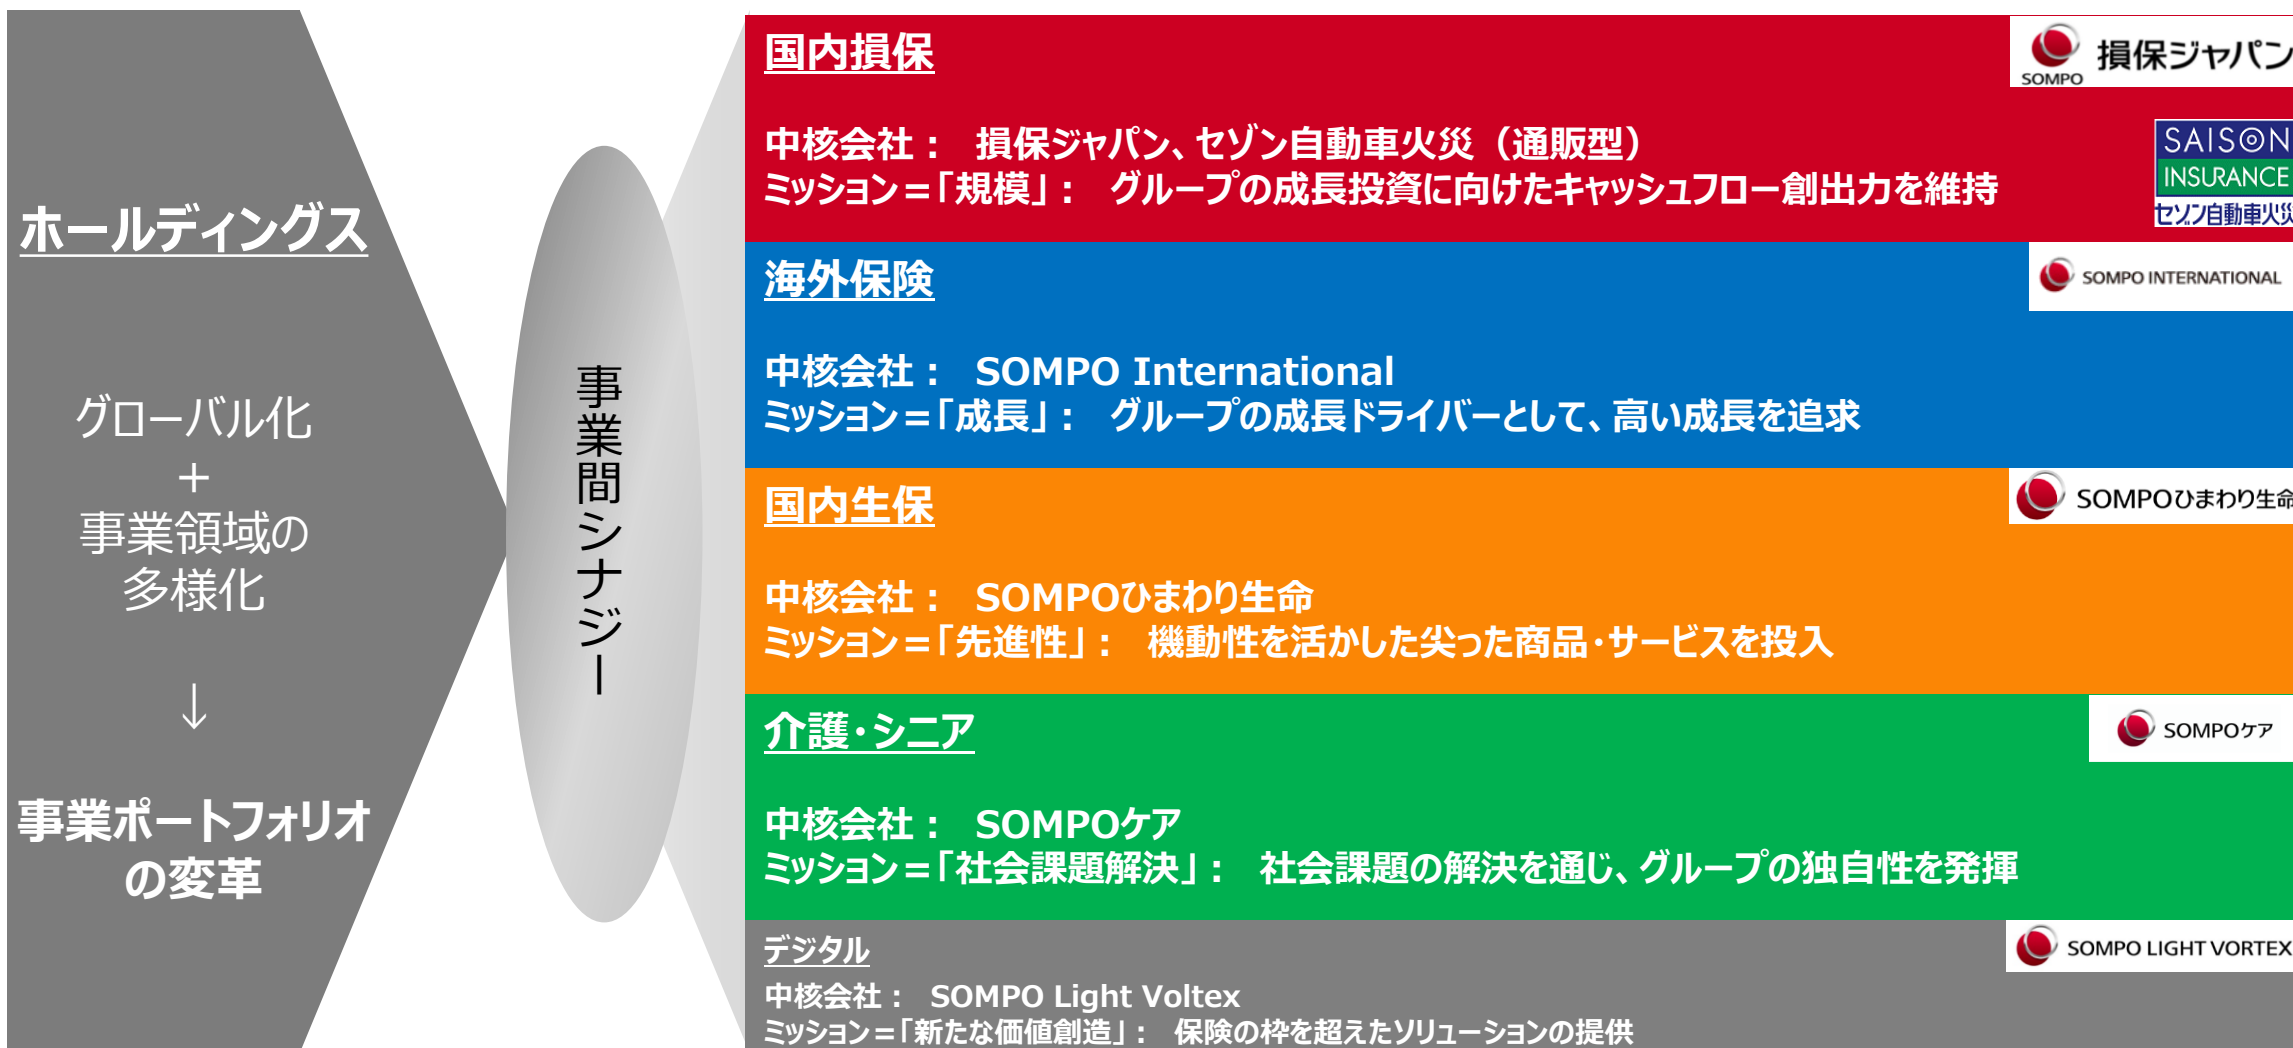 ホールディングス
グローバル化
+
事業領域の
多様化
↓
事業ポートフォリオ
の変革
事業間シナジー
国内損保
SOMPO 損保ジャパン
中核会社： 損保ジャパン、セゾン自動車火災（通販型）
ミッション＝「規模」： グループの成長投資に向けたキャッシュフロー創出力を維持
SAISON
INSURANCE
セゾン自動車火災
海外保険
SOMPO INTERNATIONAL
中核会社： SOMPO International
ミッション＝「成長」： グループの成長ドライバーとして、高い成長を追求
国内生保
SOMPOひまわり生命
中核会社： SOMPOひまわり生命
ミッション＝「先進性」： 機動性を活かした尖った商品・サービスを投入
介護・シニア
SOMPOケア
中核会社： SOMPOケア
ミッション＝「社会課題解決」： 社会課題の解決を通じ、グループの独自性を発揮
デジタル
SOMPO LIGHT VORTEX
中核会社： SOMPO Light Voltex
ミッション＝「新たな価値創造」： 保険の枠を超えたソリューションの提供